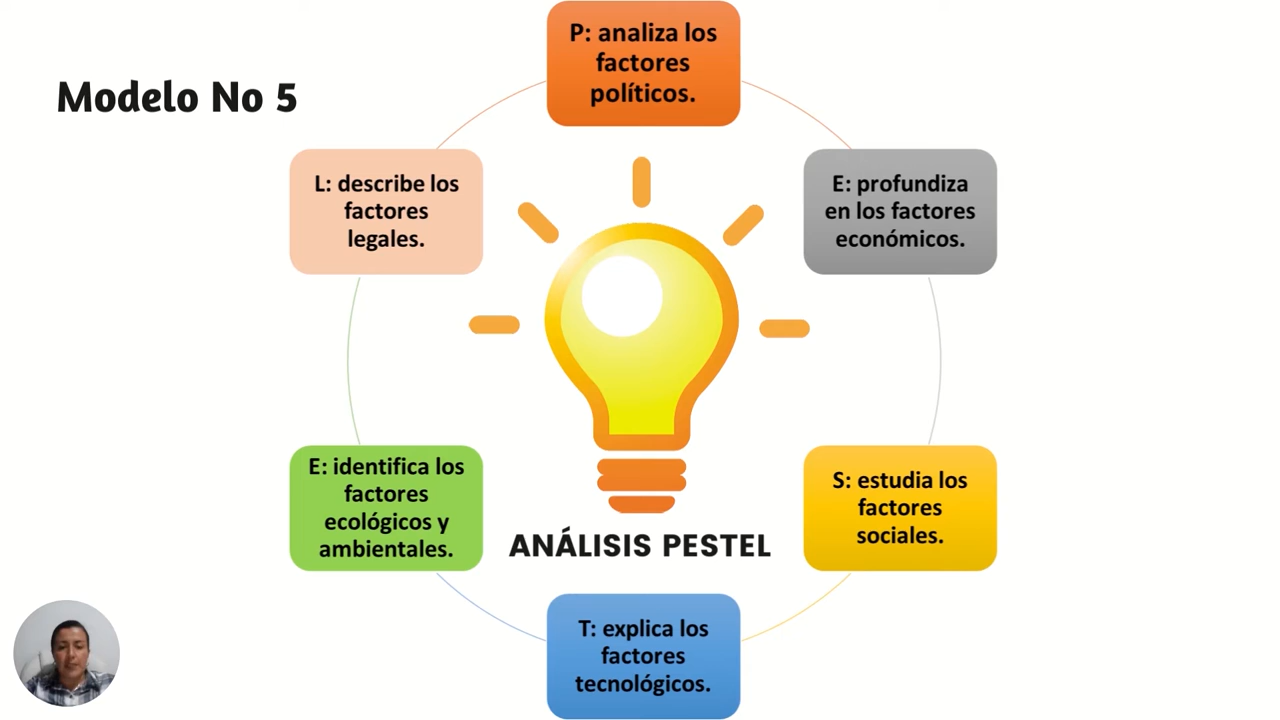 Modelo No 5
P: analiza los
factores
políticos.
E: profundiza
en los factores
económicos.
S: estudia los
factores
sociales.
T: explica los
factores
tecnológicos.
E: identifica los
factores
ecológicos y
ambientales.
L: describe los
factores
legales.
ANÁLISIS PESTEL